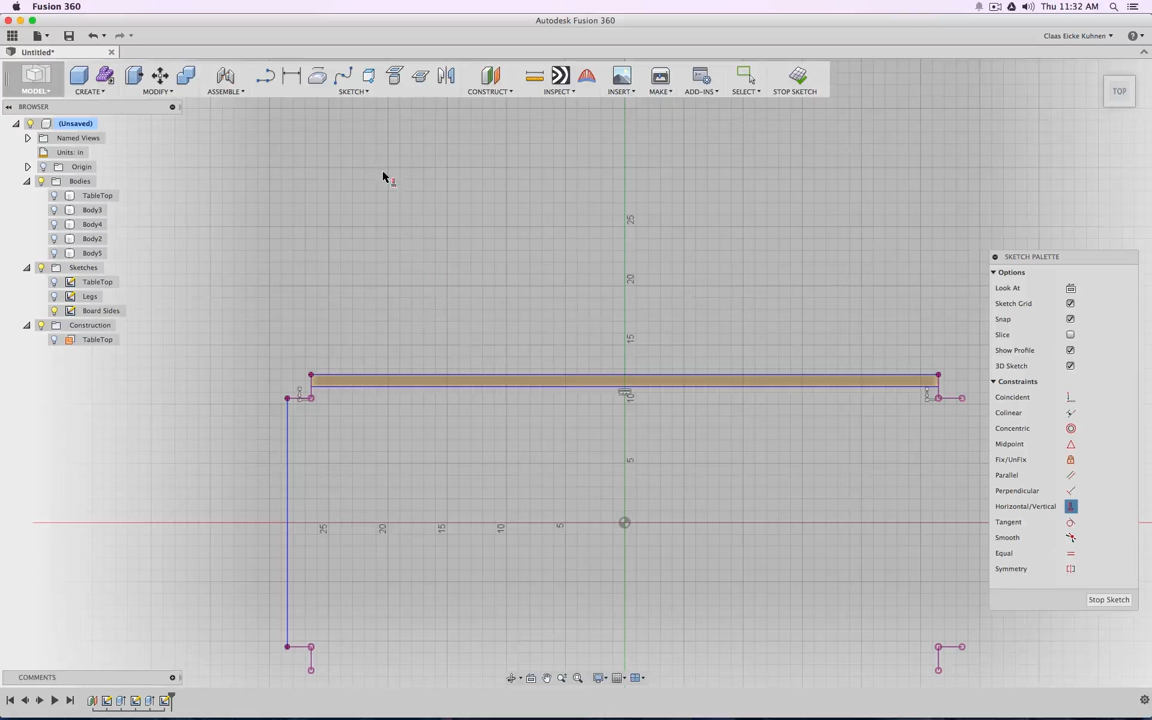 Fusion 360
Thu 11:32 AM
Autodesk Fusion 360
Claas Eicke Kuhnen
Untitled*
MODEL
CREATE
MODIFY
ASSEMBLE
SKETCH
CONSTRUCT
INSPECT
INSERT
MAKE
ADD-INS
SELECT
STOP SKETCH
TOP
BROWSER
(Unsaved)
Named Views
Units: in
Origin
Bodies
TableTop
Body3
Body4
Body2
Body5
Sketches
TableTop
Legs
Board Sides
Construction
TableTop
25
20
15
10
5
25
20
15
10
5
SKETCH PALETTE
Options
Look At
Sketch Grid
Snap
Slice
Show Profile
3D Sketch
Constraints
Coincident
Colinear
Concentric
Midpoint
Fix/UnFix
Parallel
Perpendicular
Horizontal/Vertical
Tangent
Smooth
Equal
Symmetry
Stop Sketch
COMMENTS